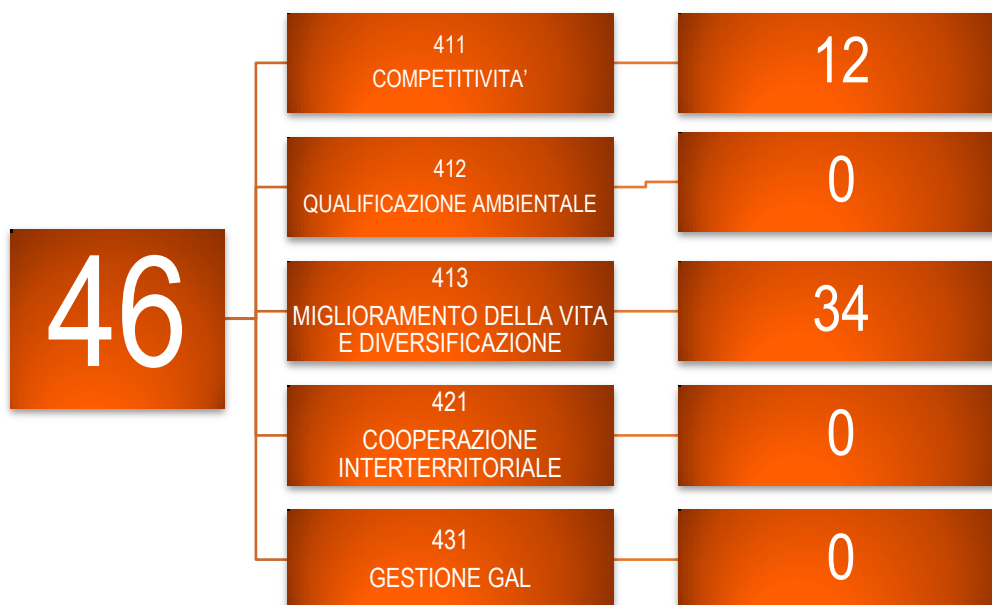 46
411
COMPETITIVITA’
12
412
QUALIFICAZIONE AMBIENTALE
0
413
MIGLIORAMENTO DELLA VITA
E DIVERSIFICAZIONE
34
421
COOPERAZIONE
INTERTERRITORIALE
0
431
GESTIONE GAL
0